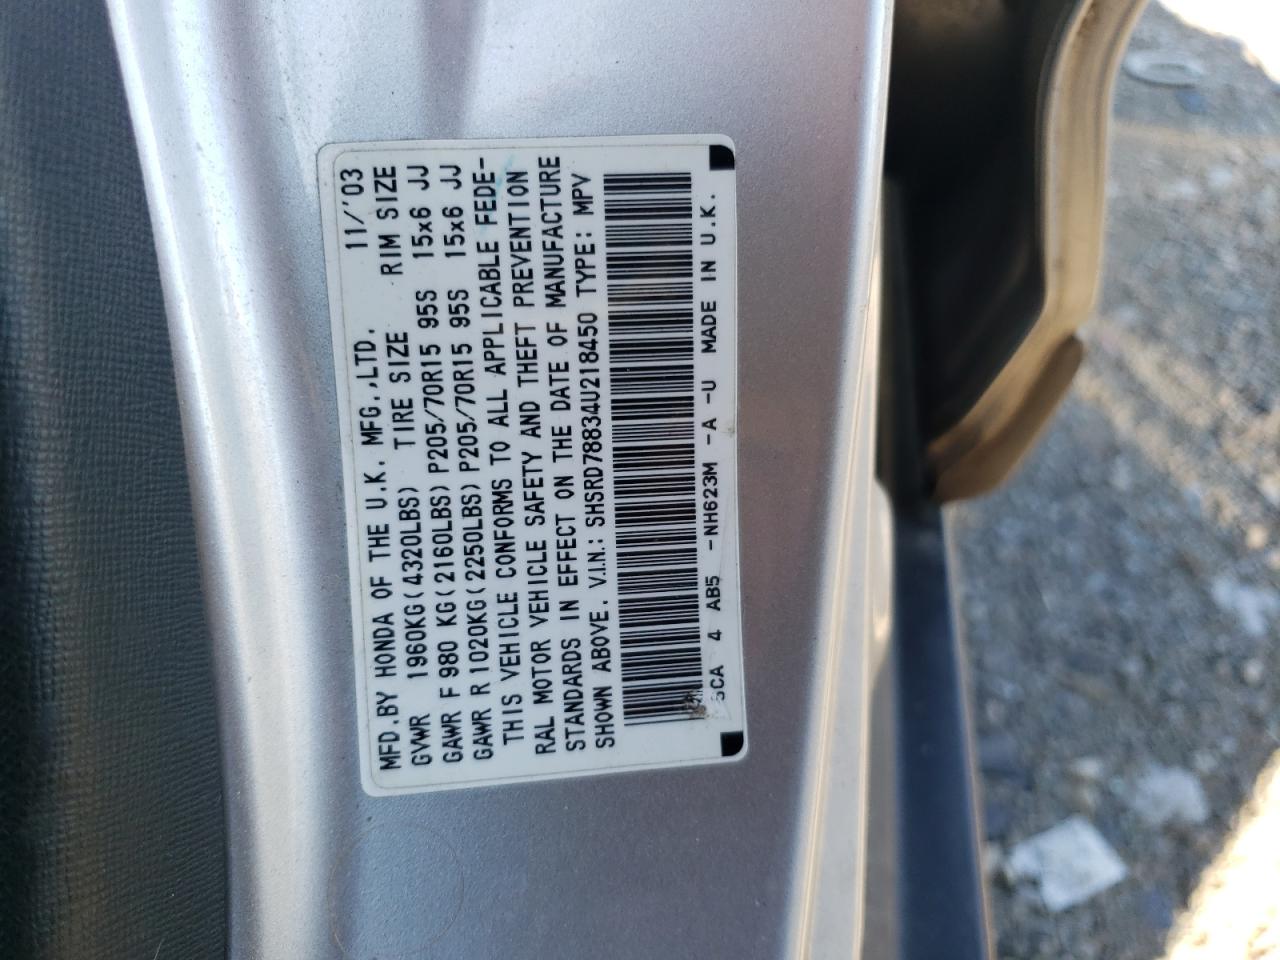 MFD.BY HONDA OF THE U.K. MFG.,LTD. 11/'03
GVWR 1960KG(4320LBS) TIRE SIZE RIM SIZE
GAWR F 980 KG(2160LBS) P205/70R15 95S 15x6 JJ
GAWR R 1020KG(2250LBS) P205/70R15 95S 15x6 JJ
THIS VEHICLE CONFORMS TO ALL APPLICABLE FEDE-
RAL MOTOR VEHICLE SAFETY AND THEFT PREVENTION
STANDARDS IN EFFECT ON THE DATE OF MANUFACTURE
SHOWN ABOVE. V.I.N.: SHSRD78834U218450 TYPE: MPV
4 AB5 -NH623M -A -U MADE IN U.K.